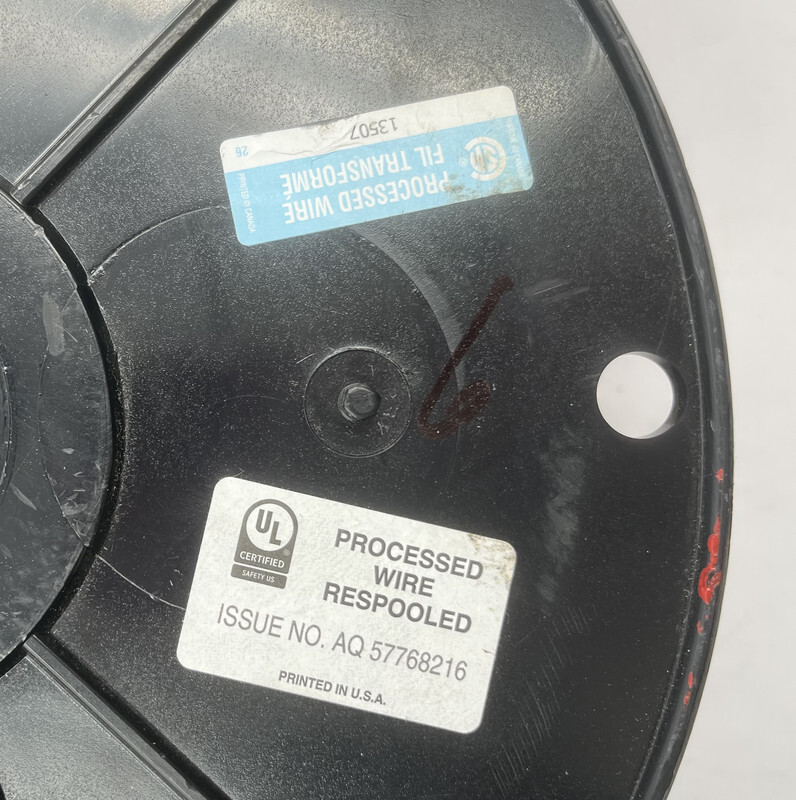 13507
PROCESSED WIRE
FIL TRANSFORMÉ
26
PRINTED IN CANADA
6
UL
CERTIFIED
SAFETY US
PROCESSED
WIRE
RESPOOLED
ISSUE NO. AQ 57768216
PRINTED IN U.S.A.